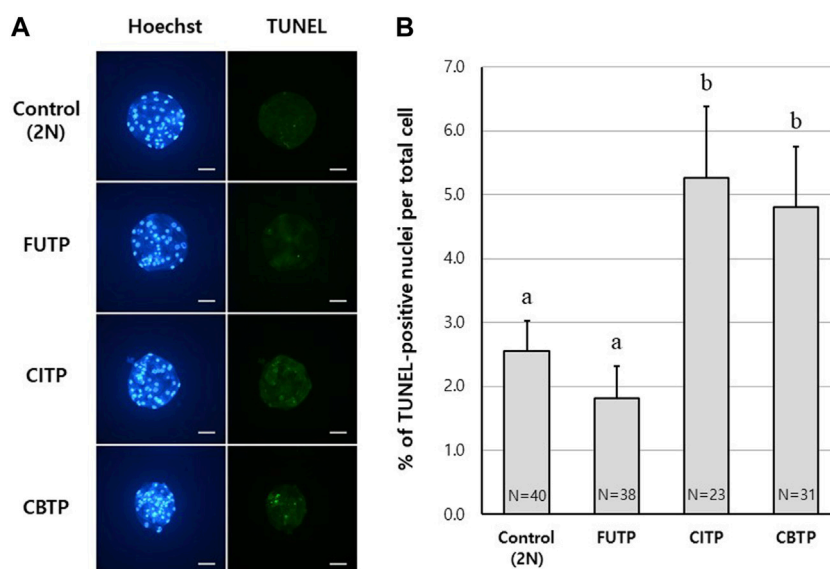 A
Hoechst
TUNEL
Control
(2N)
FUTP
CITP
CBTP
B
% of TUNEL-positive nuclei per total cell
7.0
6.0
5.0
4.0
3.0
2.0
1.0
0.0
a
a
b
b
N=40
N=38
N=23
N=31
Control
(2N)
FUTP
CITP
CBTP